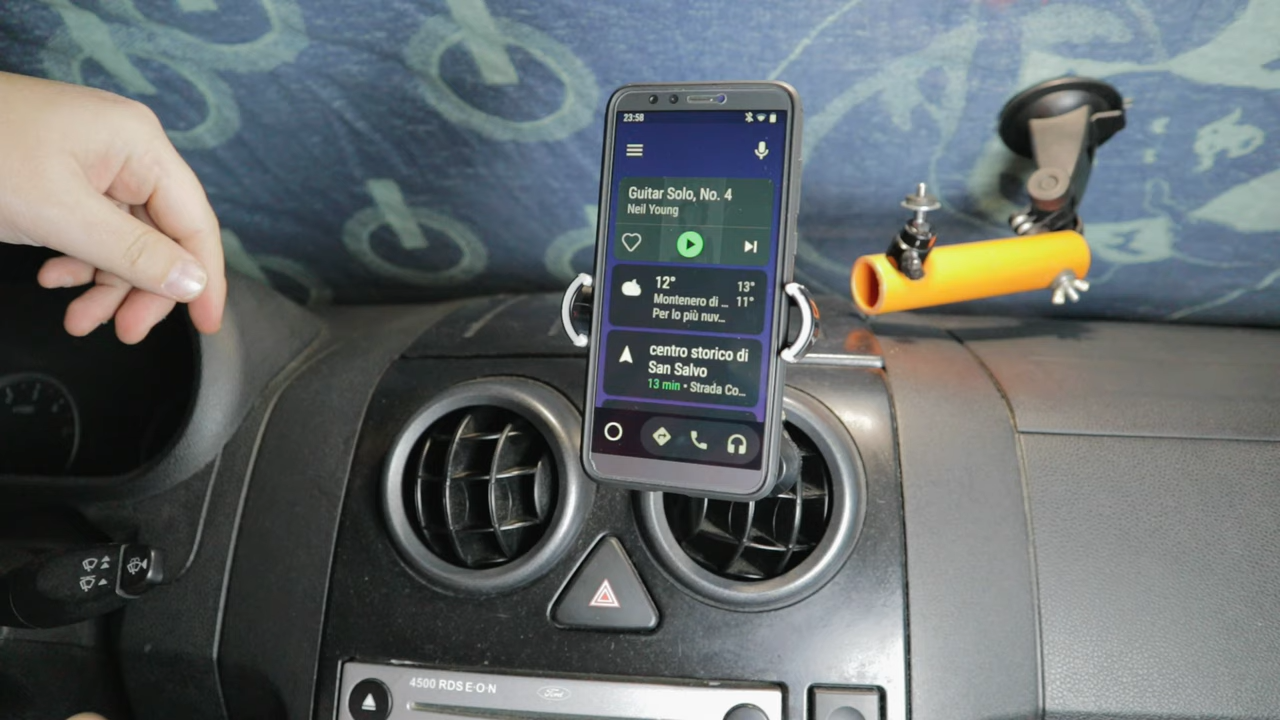 23:58
Guitar Solo, No. 4
Neil Young
12°
13°
Montenero di ...
11°
Per lo più nuv...
centro storico di
San Salvo
13 min • Strada Co...
4500 RDS E·O·N
Ford